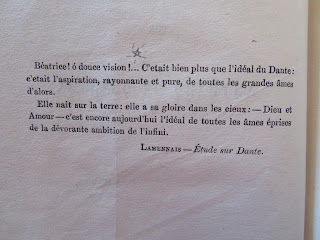 Béatrice! ô douce vision!... C'etait bien plus que l'idéal du Dante:
c'etait l'aspiration, rayonnante et pure, de toutes les grandes âmes
d'alors.
Elle naît sur la terre: elle a sa gloire dans les cieux:—Dieu et
Amour—c'est encore aujourd'hui l'idéal de toutes les âmes éprises
de la dévorante ambition de l'infini.
Lamennais—Étude sur Dante.